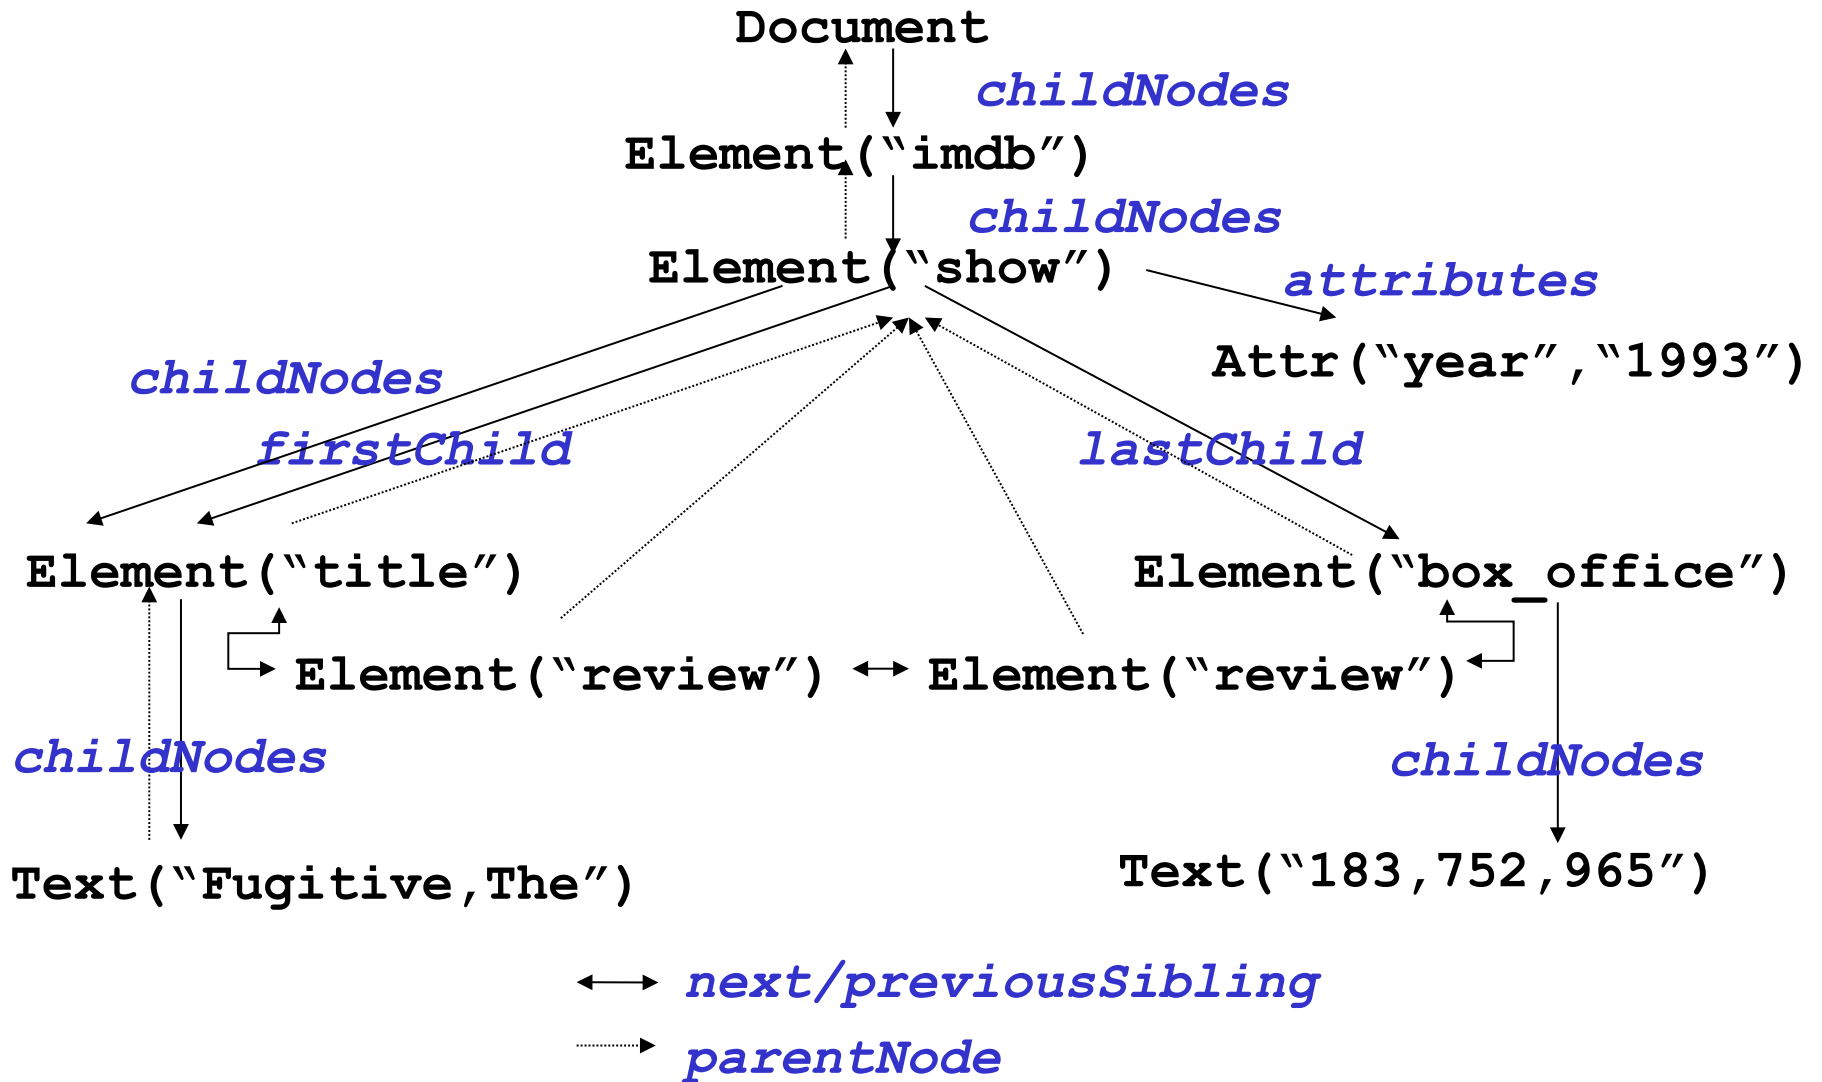 Document
childNodes
Element(“imdb”)
childNodes
Element(“show”)
attributes
Attr(“year”,“1993”)
childNodes
firstChild
lastChild
Element(“title”)
Element(“box_office”)
Element(“review”)
Element(“review”)
childNodes
childNodes
Text(“Fugitive,The”)
Text(“183,752,965”)
next/previousSibling
parentNode